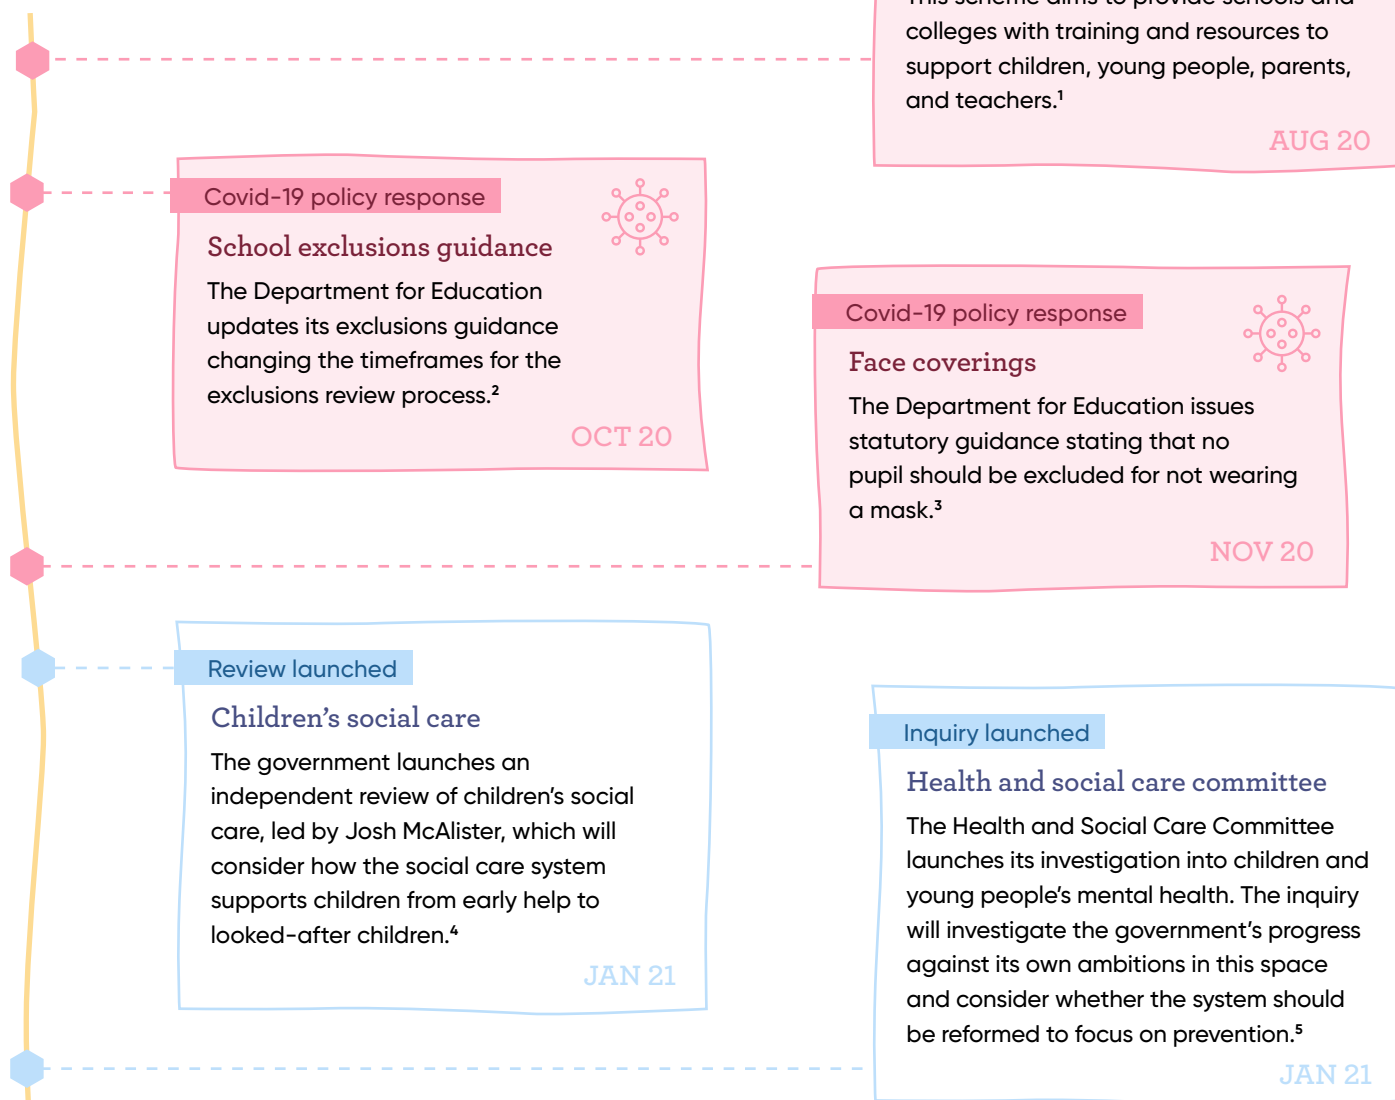 This scheme aims to provide schools and
colleges with training and resources to
support children, young people, parents,
and teachers.¹
AUG 20
Covid-19 policy response
School exclusions guidance
The Department for Education
updates its exclusions guidance
changing the timeframes for the
exclusions review process.²
OCT 20
Covid-19 policy response
Face coverings
The Department for Education issues
statutory guidance stating that no
pupil should be excluded for not wearing
a mask.³
NOV 20
Review launched
Children’s social care
The government launches an
independent review of children’s social
care, led by Josh McAlister, which will
consider how the social care system
supports children from early help to
looked-after children.⁴
JAN 21
Inquiry launched
Health and social care committee
The Health and Social Care Committee
launches its investigation into children and
young people’s mental health. The inquiry
will investigate the government’s progress
against its own ambitions in this space
and consider whether the system should
be reformed to focus on prevention.⁵
JAN 21